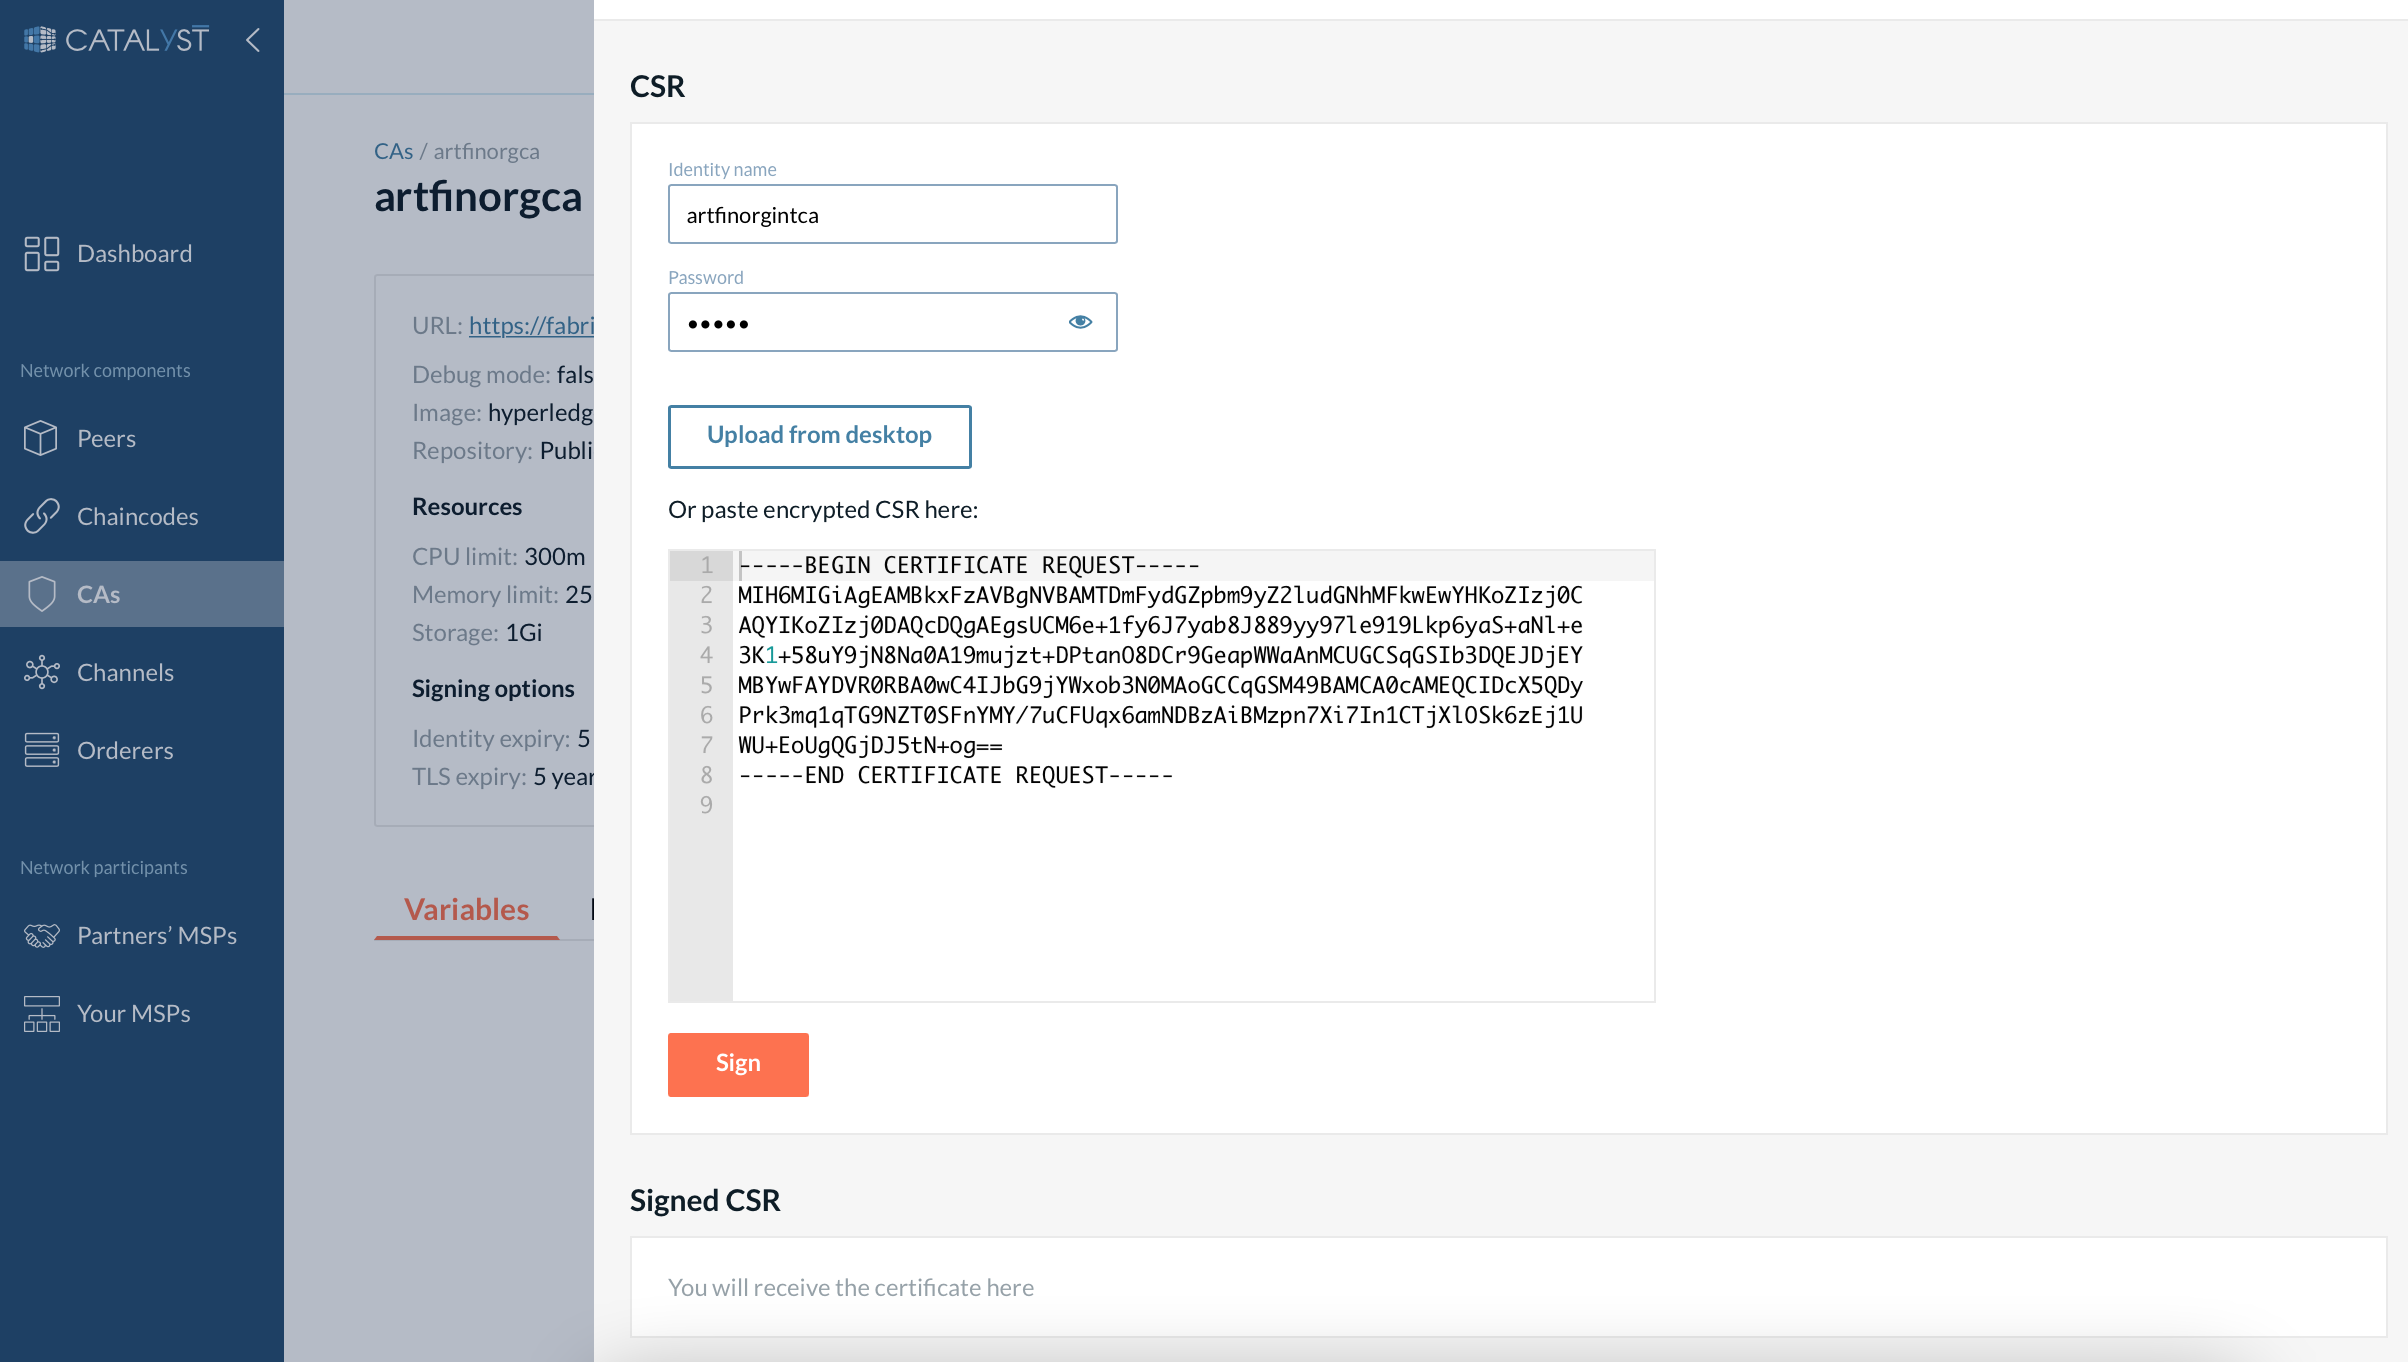 CATALYST
Dashboard
Network components
Peers
Chaincodes
CAs
Channels
Orderers
Network participants
Partners’ MSPs
Your MSPs
CAs / artfinorgca
artfinorgca
URL: https://fabri
Debug mode: fals
Image: hyperledg
Repository: Publi
Resources
CPU limit: 300m
Memory limit: 25
Storage: 1Gi
Signing options
Identity expiry: 5
TLS expiry: 5 year
Variables
CSR
Identity name
artfinorgintca
Password
•••••
Upload from desktop
Or paste encrypted CSR here:
1 -----BEGIN CERTIFICATE REQUEST-----
2 MIH6MIGiAgEAMBkxFzAVBgNVBAMTDmFydGZpbm9yZ2ludGNhMFkwEwYHKoZIzj0C
3 AQYIKoZIzj0DAQcDQgAEgsUCM6e+1fy6J7yab8J889yy97le919Lkp6yaS+aNl+e
4 3K1+58uY9jN8Na0A19mujzt+DPtanO8DCr9GeapWWaAnMCUGCSqGSIb3DQEJDjEY
5 MBYwFAYDVR0RBA0wC4IJbG9jYWxob3N0MAoGCCqGSM49BAMCA0cAMEQCIDcX5QDy
6 Prk3mq1qTG9NZT0SFnYMY/7uCFUqx6amNDBzAiBMzpn7Xi7In1CTjXlOSk6zEj1U
7 WU+EoUgQGjDJ5tN+og==
8 -----END CERTIFICATE REQUEST-----
9
Sign
Signed CSR
You will receive the certificate here